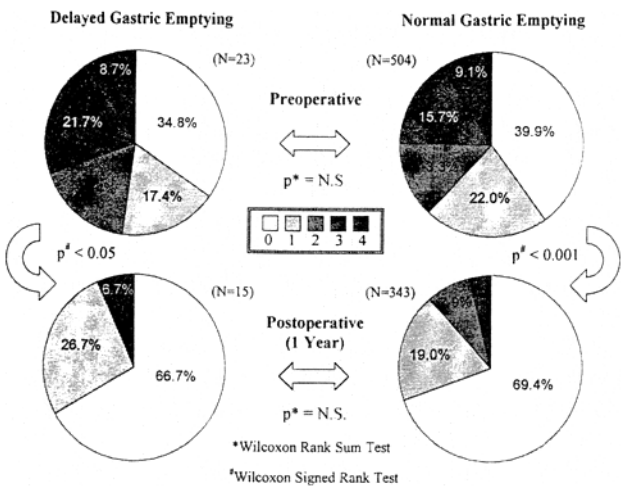 Delayed Gastric Emptying
Normal Gastric Emptying
8.7%
(N=23)
(N=504)
9.1%
21.7%
34.8%
Preoperative
15.7%
39.9%
17.4%
p* = N.S
22.0%
0 1 2 3 4
p# < 0.05
p# < 0.001
6.7%
(N=15)
(N=343)
26.7%
66.7%
Postoperative
(1 Year)
19.0%
69.4%
p* = N.S.
*Wilcoxon Rank Sum Test
#Wilcoxon Signed Rank Test